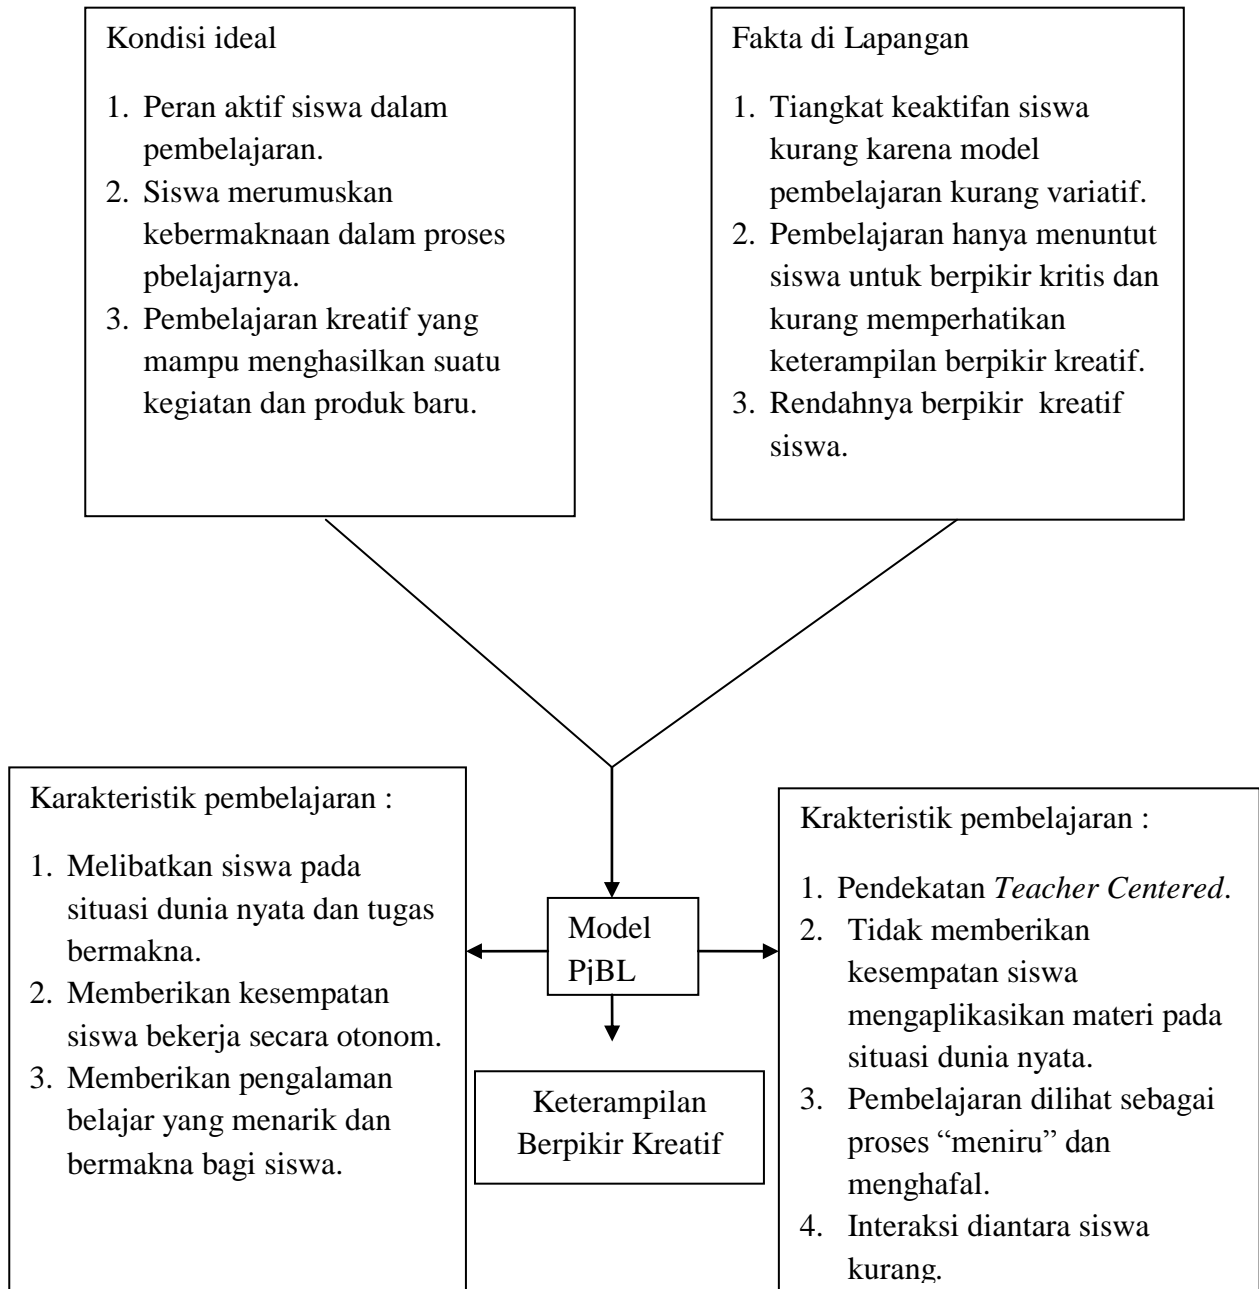 Kondisi ideal
1. Peran aktif siswa dalam
pembelajaran.
2. Siswa merumuskan
kebermaknaan dalam proses
pbelajarnya.
3. Pembelajaran kreatif yang
mampu menghasilkan suatu
kegiatan dan produk baru.
Fakta di Lapangan
1. Tiangkat keaktifan siswa
kurang karena model
pembelajaran kurang variatif.
2. Pembelajaran hanya menuntut
siswa untuk berpikir kritis dan
kurang memperhatikan
keterampilan berpikir kreatif.
3. Rendahnya berpikir kreatif
siswa.
Karakteristik pembelajaran :
1. Melibatkan siswa pada
situasi dunia nyata dan tugas
bermakna.
2. Memberikan kesempatan
siswa bekerja secara otonom.
3. Memberikan pengalaman
belajar yang menarik dan
bermakna bagi siswa.
Model
PjBL
Keterampilan
Berpikir Kreatif
Krakteristik pembelajaran :
1. Pendekatan Teacher Centered.
2. Tidak memberikan
kesempatan siswa
mengaplikasikan materi pada
situasi dunia nyata.
3. Pembelajaran dilihat sebagai
proses “meniru” dan
menghafal.
4. Interaksi diantara siswa
kurang.